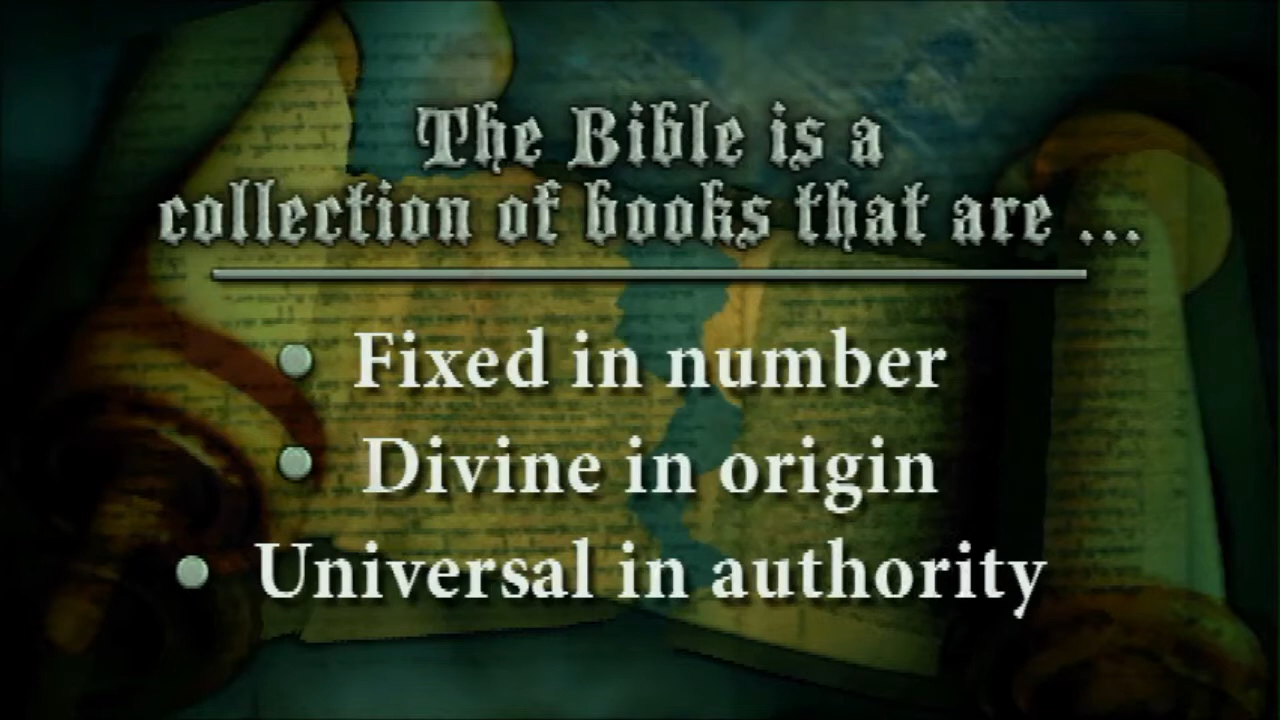 The Bible is a
collection of books that are ...
• Fixed in number
• Divine in origin
• Universal in authority